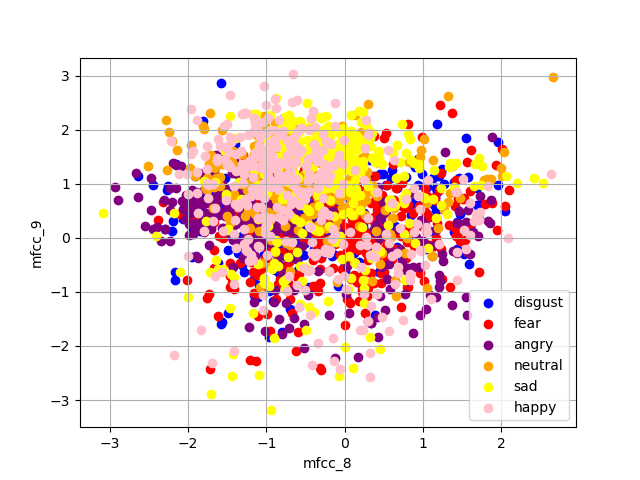 3
2
1
0
−1
−2
−3
mfcc_9
−3
−2
−1
0
1
2
mfcc_8
disgust
fear
angry
neutral
sad
happy